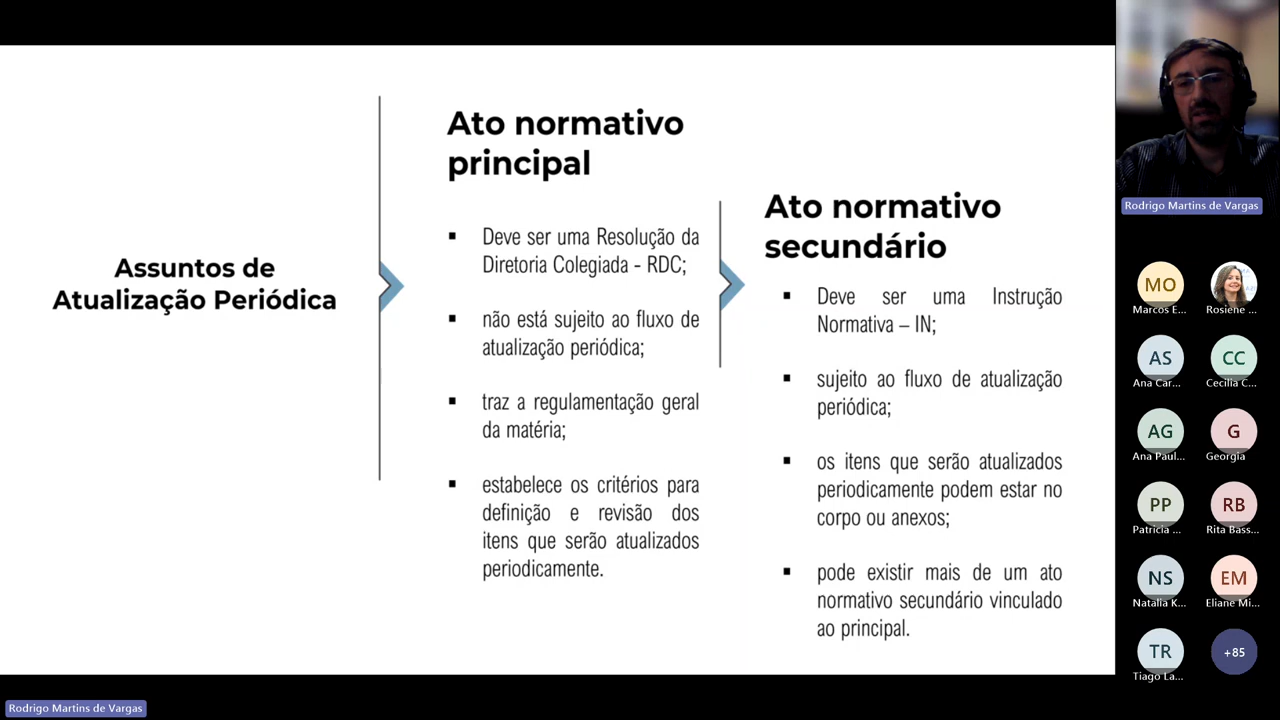 Assuntos de
Atualização Periódica
Ato normativo
principal
▪ Deve ser uma Resolução da
Diretoria Colegiada - RDC;
▪ não está sujeito ao fluxo de
atualização periódica;
▪ traz a regulamentação geral
da matéria;
▪ estabelece os critérios para
definição e revisão dos
itens que serão atualizados
periodicamente.
Ato normativo
secundário
▪ Deve ser uma Instrução
Normativa – IN;
▪ sujeito ao fluxo de atualização
periódica;
▪ os itens que serão atualizados
periodicamente podem estar no
corpo ou anexos;
▪ pode existir mais de um ato
normativo secundário vinculado
ao principal.
Rodrigo Martins de Vargas
MO
Marcos E...
Rosiene ...
AS
Ana Car...
CC
Cecilia C...
AG
Ana Paul...
G
Georgia
PP
Patricia ...
RB
Rita Bass...
NS
Natalia K...
EM
Eliane Mi...
TR
Tiago La...
+85
Rodrigo Martins de Vargas